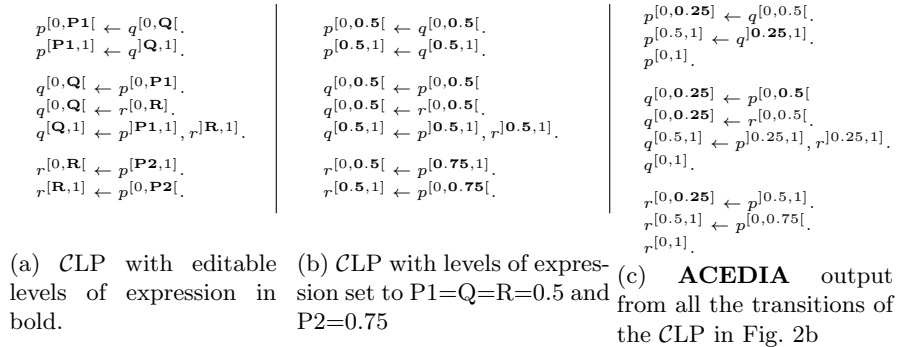 p^{[0,P1[} ← q^{[0,Q[}.
p^{[P1,1]} ← q^{]Q,1]}.
q^{[0,Q[} ← p^{[0,P1]}.
q^{[0,Q[} ← r^{[0,R]}.
q^{[Q,1]} ← p^{]P1,1]}, r^{]R,1]}.
r^{[0,R[} ← p^{[P2,1]}.
r^{[R,1]} ← p^{[0,P2[}.
(a) CLP with editable
levels of expression in
bold.
p^{[0,0.5[} ← q^{[0,0.5[}.
p^{[0.5,1]} ← q^{[0.5,1]}.
q^{[0,0.5[} ← p^{[0,0.5[}
q^{[0,0.5[} ← r^{[0,0.5[}.
q^{[0.5,1]} ← p^{]0.5,1]}, r^{]0.5,1]}.
r^{[0,0.5[} ← p^{[0.75,1]}.
r^{[0.5,1]} ← p^{[0,0.75[}.
(b) CLP with levels of expres-
sion set to P1=Q=R=0.5 and
P2=0.75
p^{[0,0.25]} ← q^{[0,0.5[}.
p^{[0.5,1]} ← q^{]0.25,1]}.
p^{[0,1]}.
q^{[0,0.25]} ← p^{[0,0.5[}
q^{[0,0.25]} ← r^{[0,0.5[}.
q^{[0.5,1]} ← p^{]0.25,1]}, r^{]0.25,1]}.
q^{[0,1]}.
r^{[0,0.25]} ← p^{]0.5,1]}.
r^{[0.5,1]} ← p^{[0,0.75[}.
r^{[0,1]}.
(c) ACEDIA output
from all the transitions of
the CLP in Fig. 2b